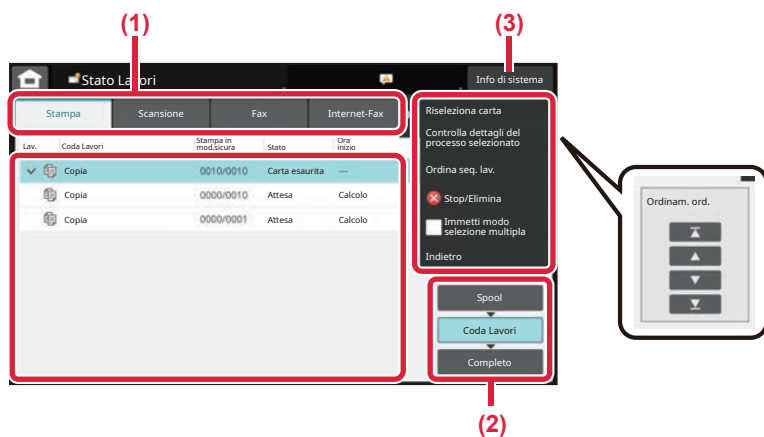 (1)
(3)
Stato Lavori
Info di sistema
Stampa
Scansione
Fax
Internet-Fax
Lav.
Coda Lavori
Stampa in
mod.sicura
Stato
Ora
inizio
Copia
0010/0010
Carta esaurita
—
Copia
0000/0010
Attesa
Calcolo
Copia
0000/0001
Attesa
Calcolo
Riseleziona carta
Controlla dettagli del
processo selezionato
Ordina seq. lav.
Stop/Elimina
Immetti modo
selezione multipla
Indietro
Spool
Coda Lavori
Completo
(2)
Ordinam. ord.